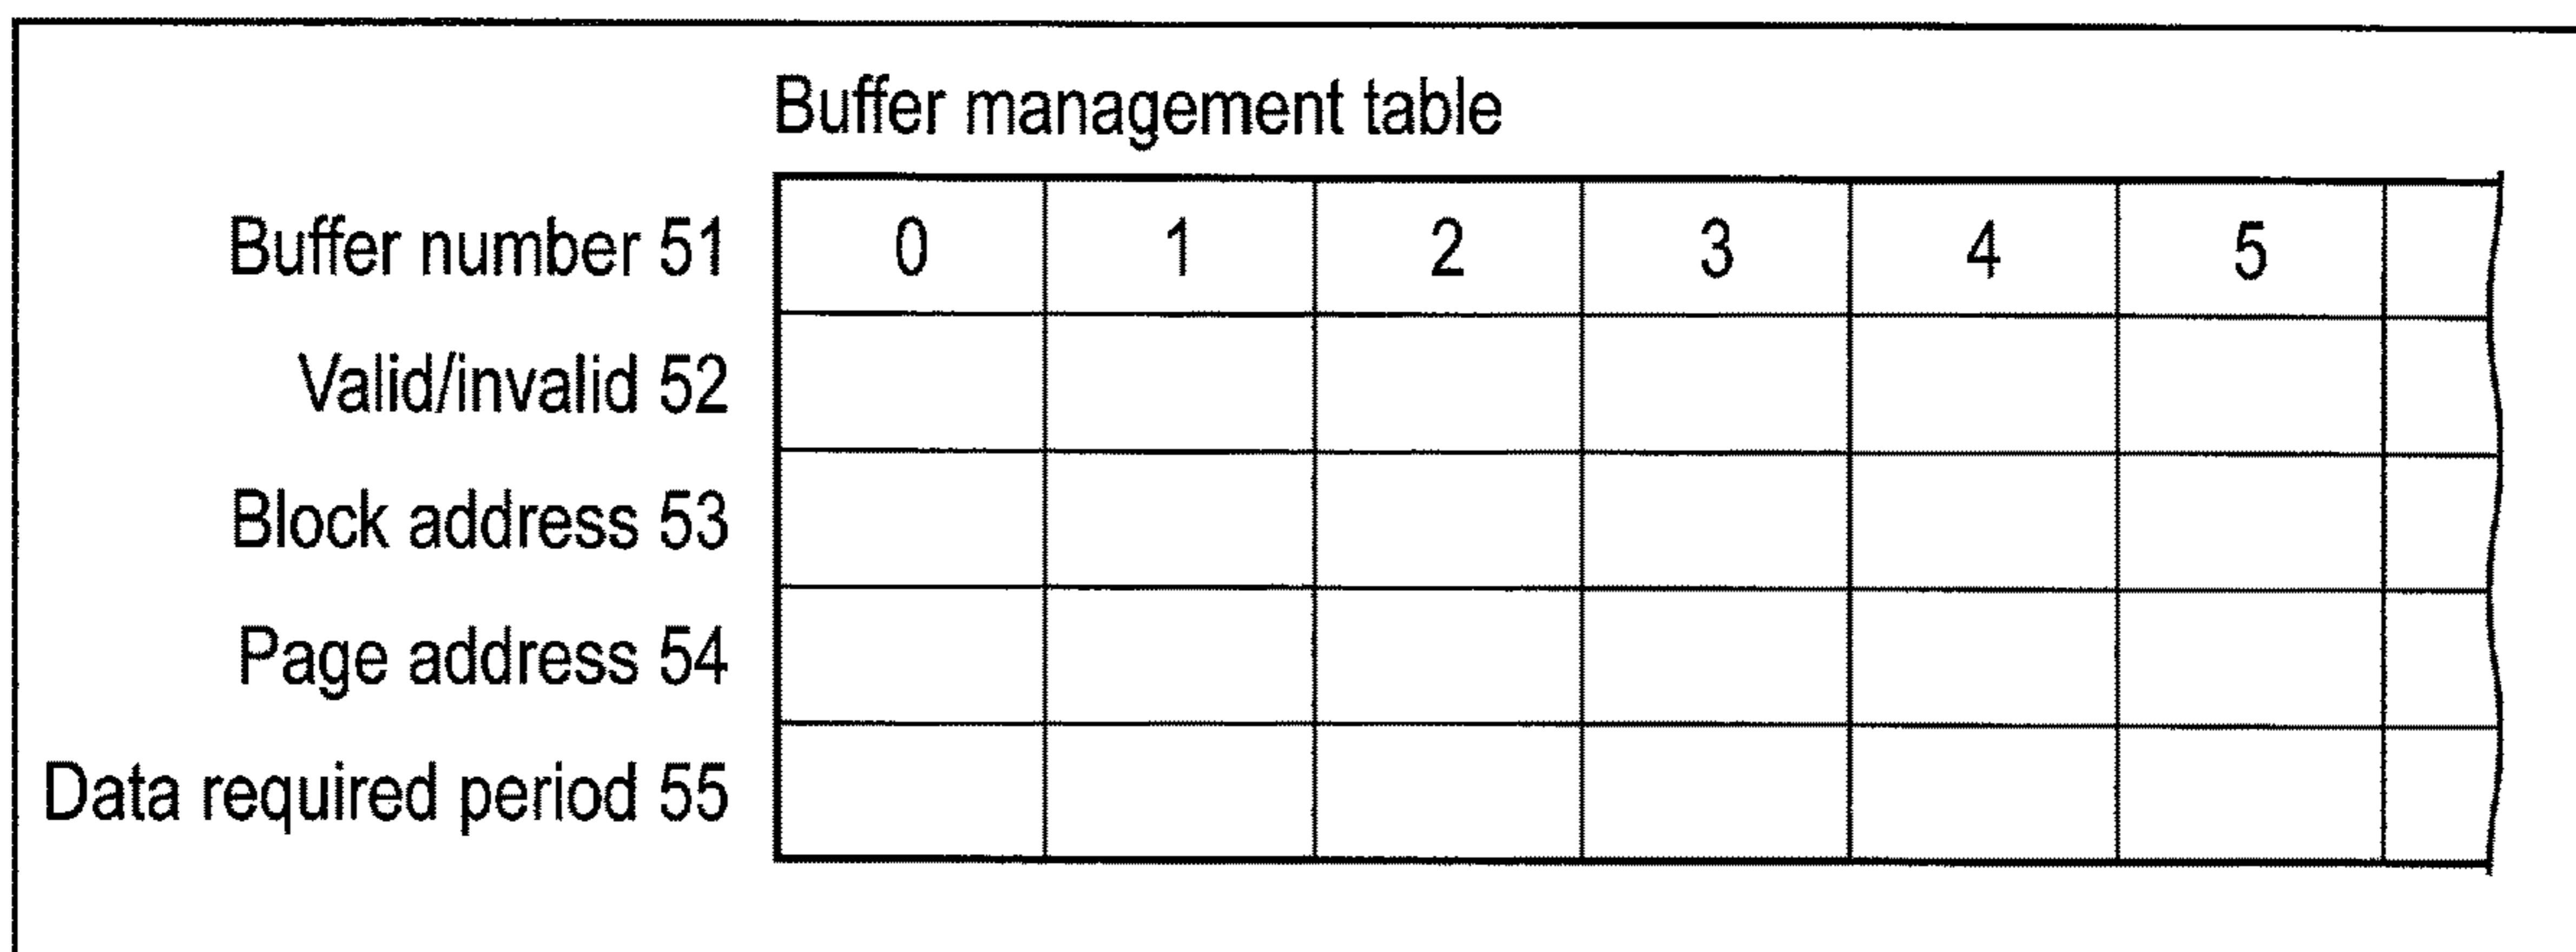 Buffer management table
Buffer number 51 0 1 2 3 4 5
Valid/invalid 52
Block address 53
Page address 54
Data required period 55